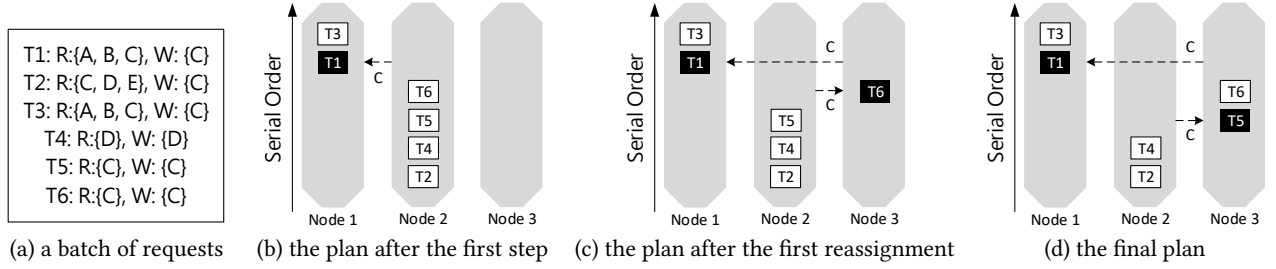 T1: R:{A, B, C}, W: {C}
T2: R:{C, D, E}, W: {C}
T3: R:{A, B, C}, W: {C}
T4: R:{D}, W: {D}
T5: R:{C}, W: {C}
T6: R:{C}, W: {C}
(a) a batch of requests
Serial Order
T3
T1
C
T6
T5
T4
T2
Node 1 Node 2 Node 3
(b) the plan after the first step
Serial Order
T3
C
T1
T6
C
T5
T4
T2
Node 1 Node 2 Node 3
(c) the plan after the first reassignment
Serial Order
T3
C
T1
T6
T5
C
T4
T2
Node 1 Node 2 Node 3
(d) the final plan